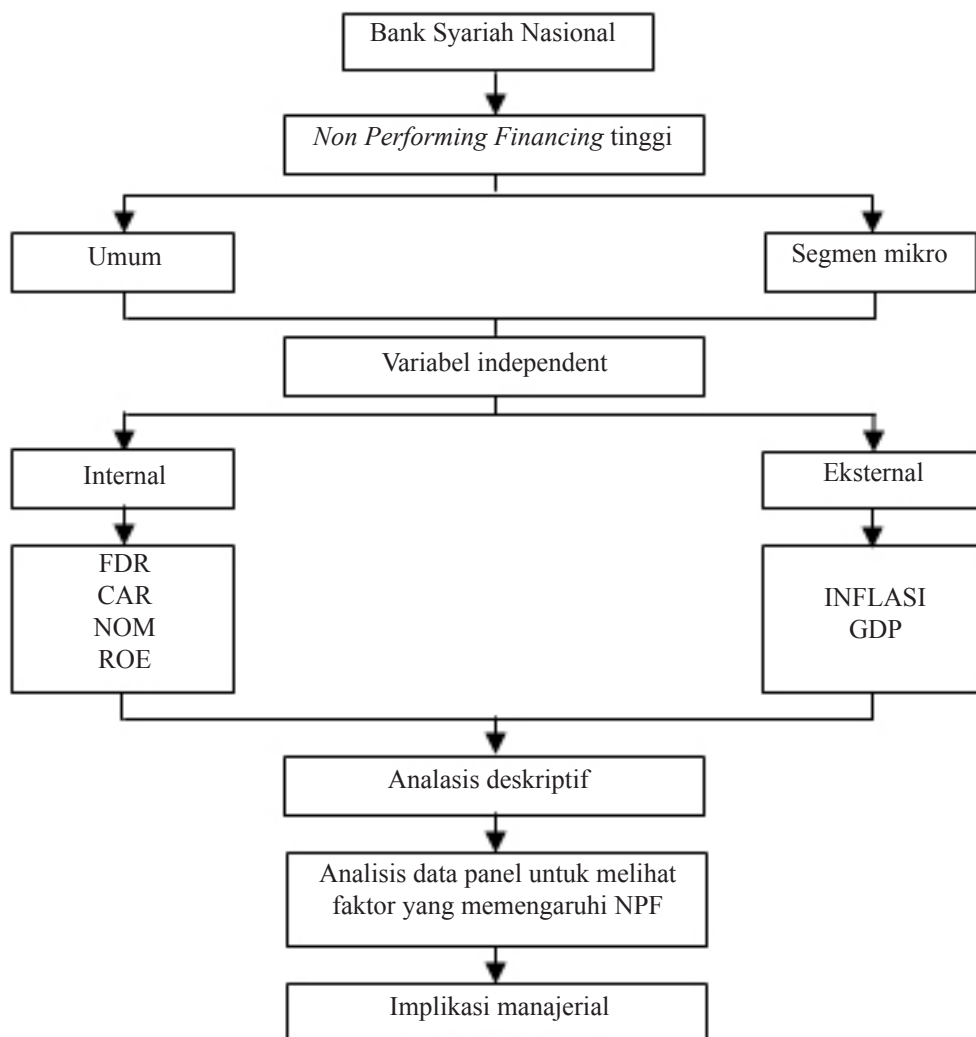 Bank Syariah Nasional
Non Performing Financing tinggi
Umum
Segmen mikro
Variabel independent
Internal
Eksternal
FDR
CAR
NOM
ROE
INFLASI
GDP
Analasis deskriptif
Analisis data panel untuk melihat
faktor yang memengaruhi NPF
Implikasi manajerial